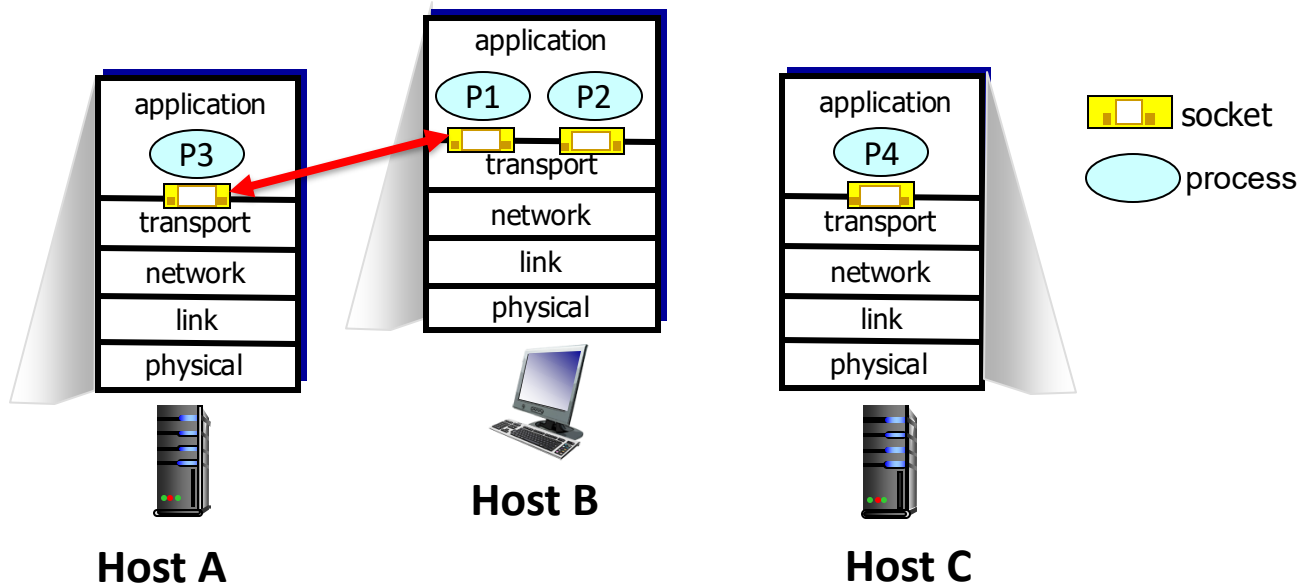 application
P3
transport
network
link
physical
Host A
application
P1 P2
transport
network
link
physical
Host B
application
P4
transport
network
link
physical
Host C
socket
process